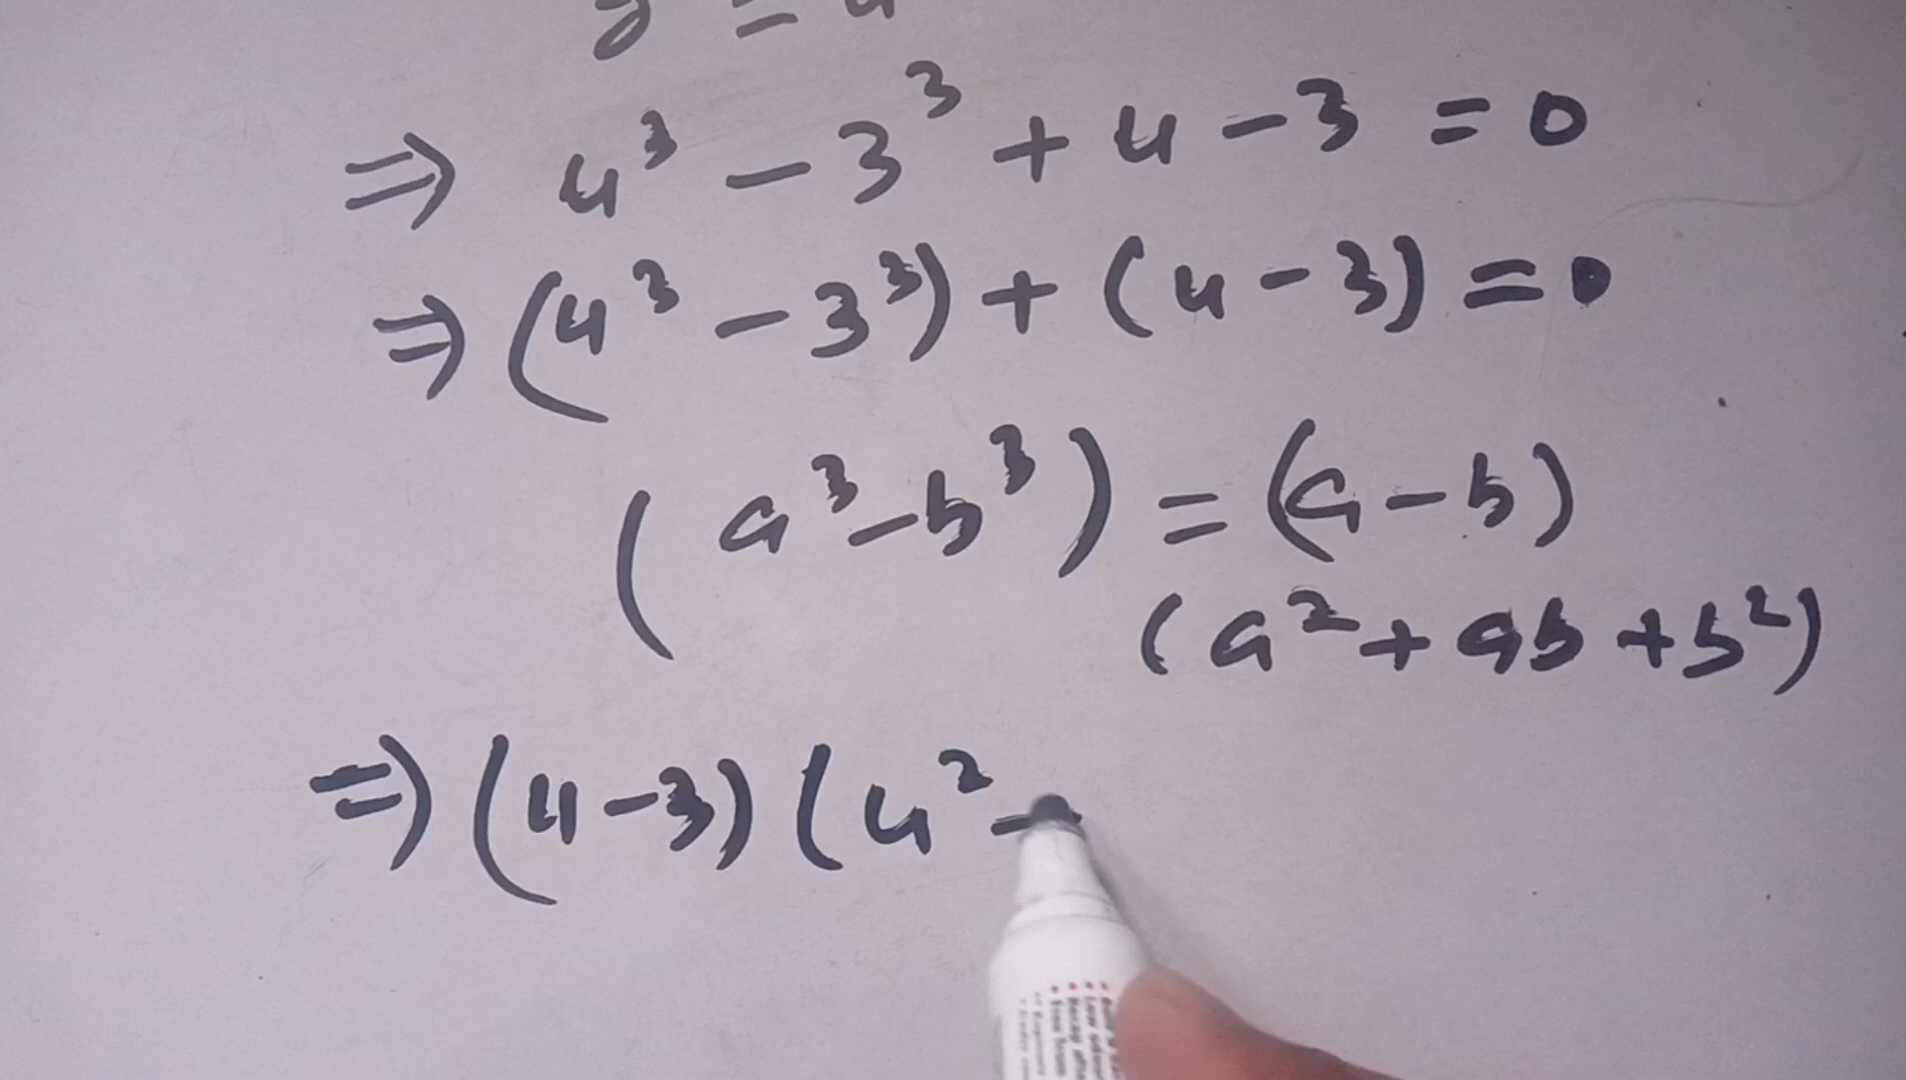 y = u
⇒ u³ - 3³ + u - 3 = 0
⇒ (u³ - 3³) + (u - 3) = 0
(a³ - b³) = (a - b)
(a² + ab + b²)
⇒ (u - 3) (u² -